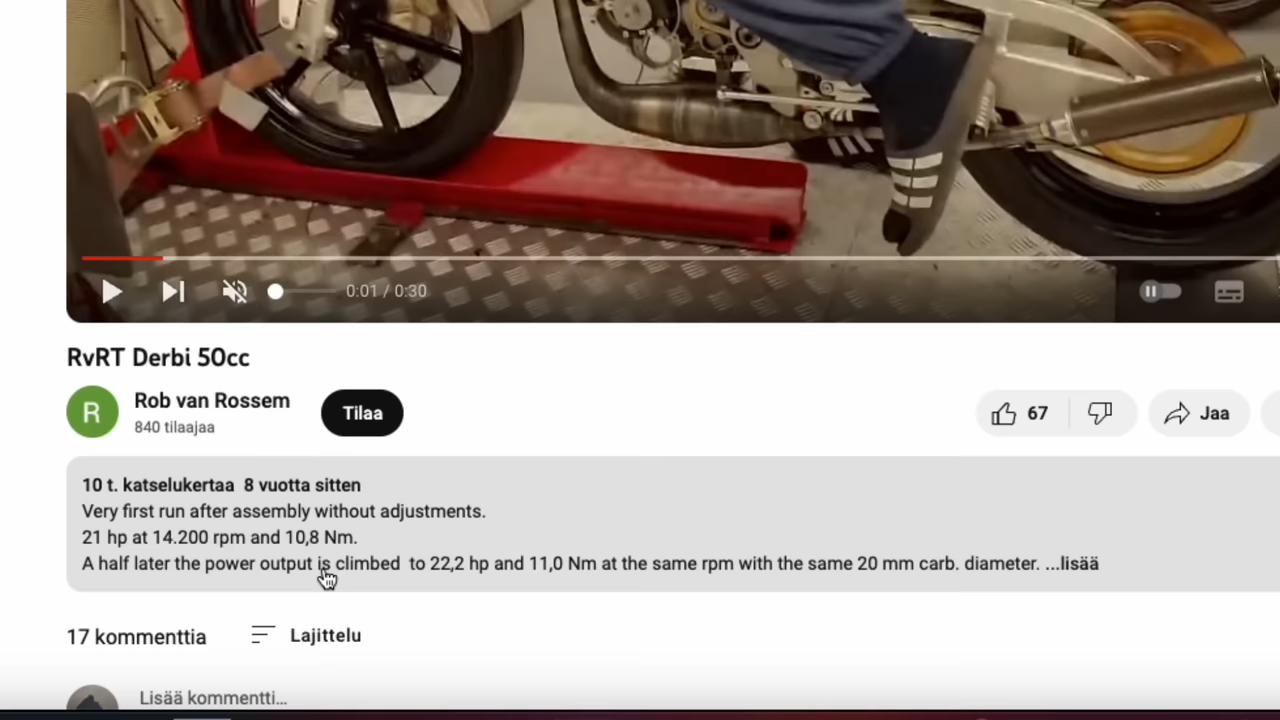 0:01 / 0:30
RvRT Derbi 50cc
R
Rob van Rossem
840 tilaajaa
Tilaa
67
Jaa
10 t. katselukertaa 8 vuotta sitten
Very first run after assembly without adjustments.
21 hp at 14.200 rpm and 10,8 Nm.
A half later the power output is climbed to 22,2 hp and 11,0 Nm at the same rpm with the same 20 mm carb. diameter. ...lisää
17 kommenttia
Lajittelu
Lisää kommentti...